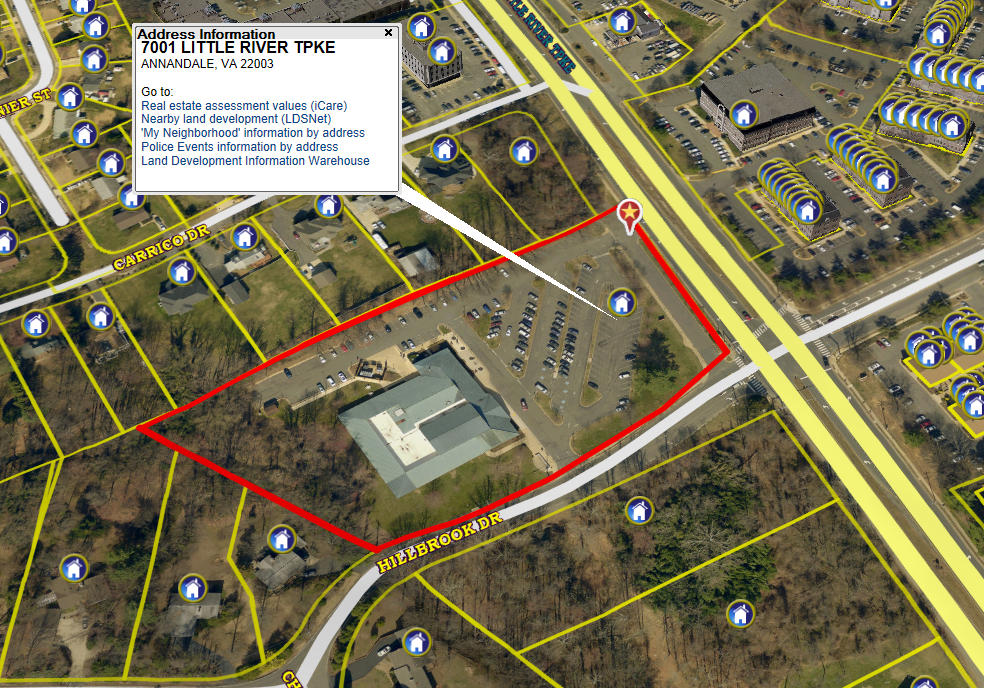 Address Information
7001 LITTLE RIVER TPKE
ANNANDALE, VA 22003
Go to:
Real estate assessment values (iCare)
Nearby land development (LDSNet)
'My Neighborhood' information by address
Police Events information by address
Land Development Information Warehouse
RIVER TPKE
NIER ST
CARRICO DR
HILLBROOK DR
CH